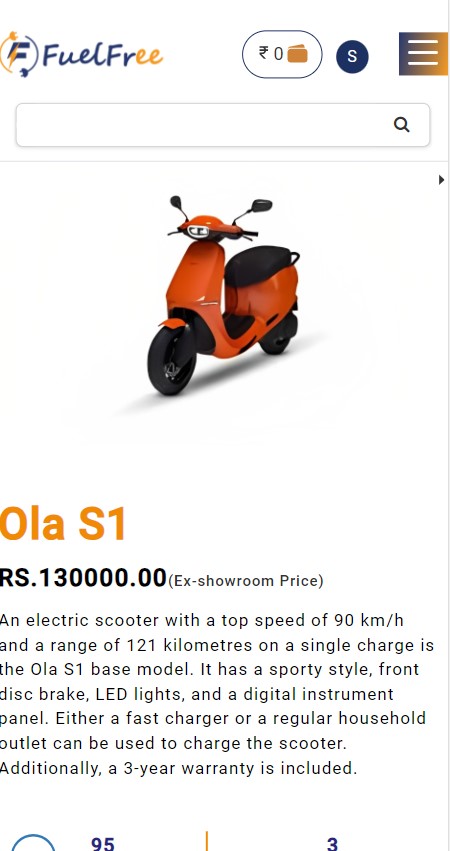 FuelFree
₹ 0
S
Ola S1
RS.130000.00(Ex-showroom Price)
An electric scooter with a top speed of 90 km/h
and a range of 121 kilometres on a single charge is
the Ola S1 base model. It has a sporty style, front
disc brake, LED lights, and a digital instrument
panel. Either a fast charger or a regular household
outlet can be used to charge the scooter.
Additionally, a 3-year warranty is included.
95 3